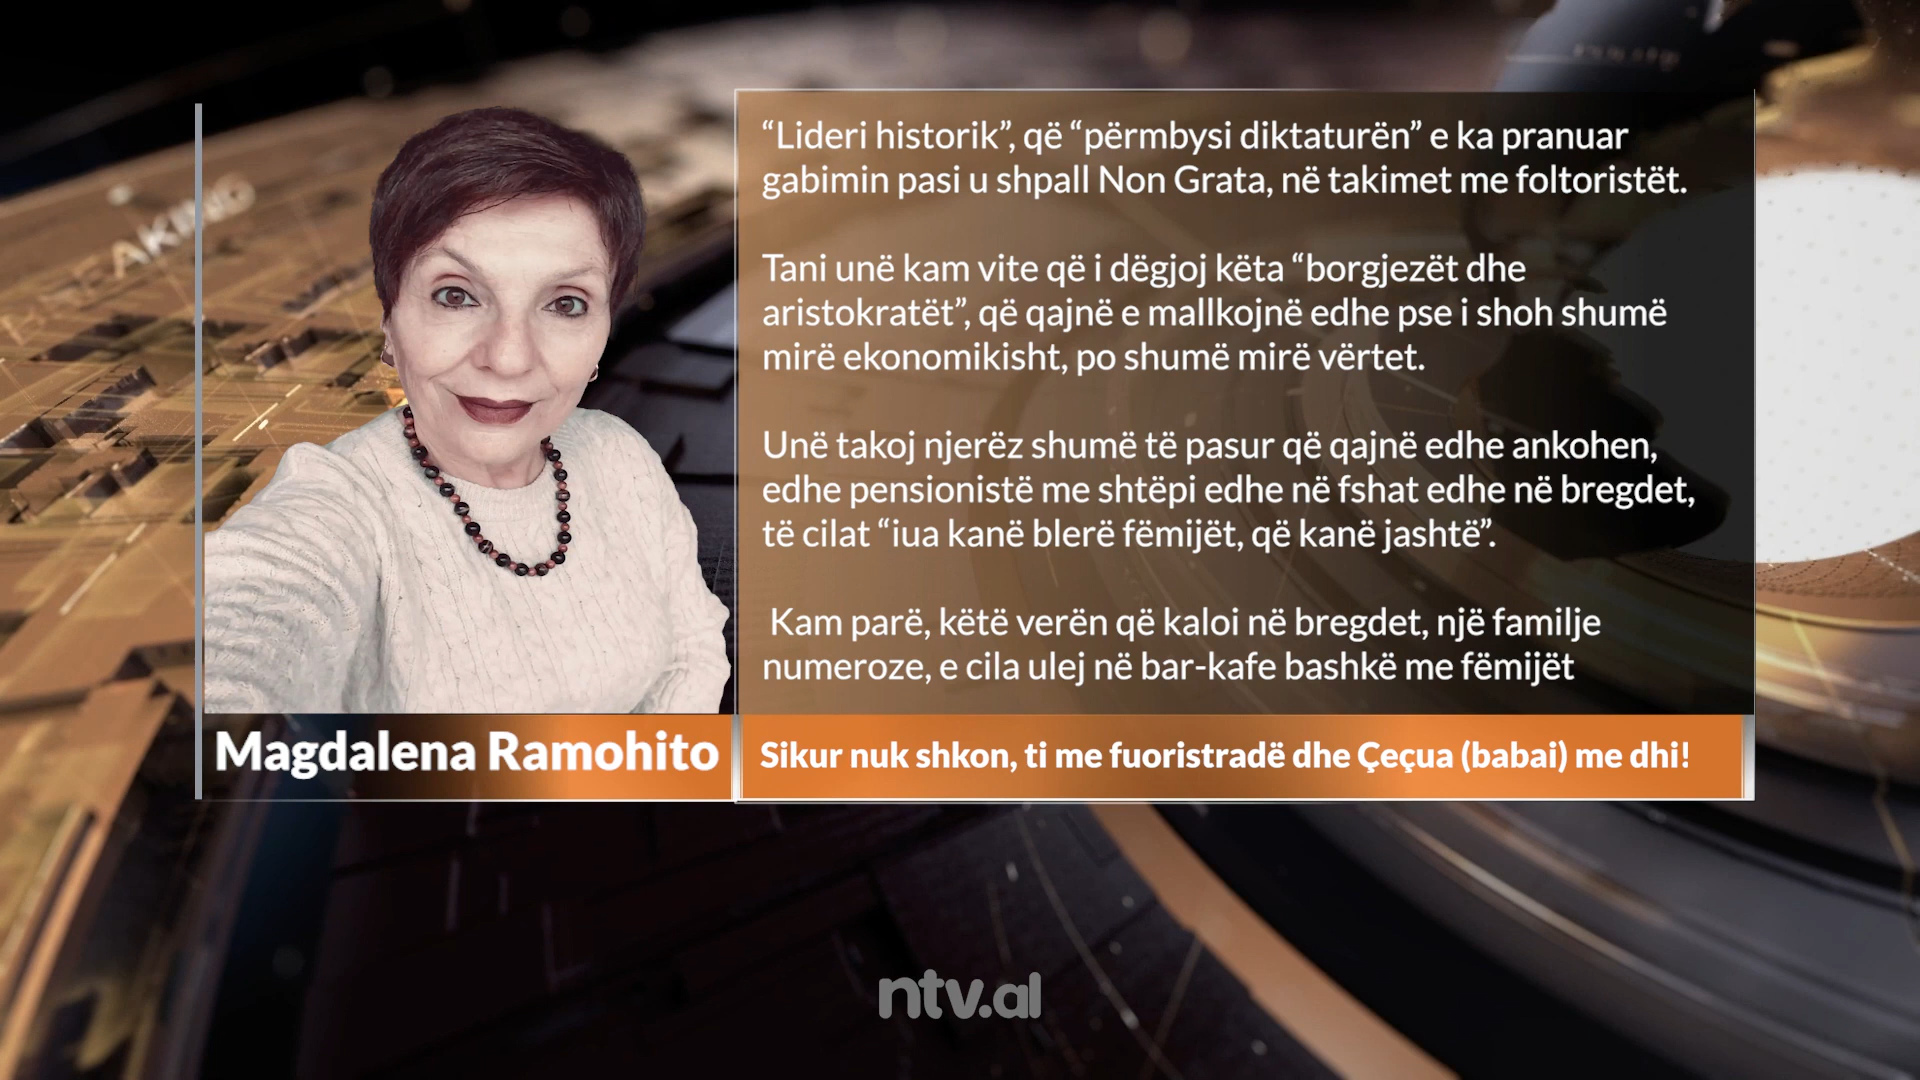 “Lideri historik”, që “përmbysi diktaturën” e ka pranuar
gabimin pasi u shpall Non Grata, në takimet me foltoristët.
Tani unë kam vite që i dëgjoj këta “borgjezët dhe
aristokratët”, që qajnë e mallkojnë edhe pse i shoh shumë
mirë ekonomikisht, po shumë mirë vërtet.
Unë takoj njerëz shumë të pasur që qajnë edhe ankohen,
edhe pensionistë me shtëpi edhe në fshat edhe në bregdet,
të cilat “iua kanë blerë fëmijët, që kanë jashtë”.
Kam parë, këtë verën që kaloi në bregdet, një familje
numeroze, e cila ulej në bar-kafe bashkë me fëmijët
Magdalena Ramohito
Sikur nuk shkon, ti me fuoristradë dhe Çeçua (babai) me dhi!
BREAKING
ntv.al